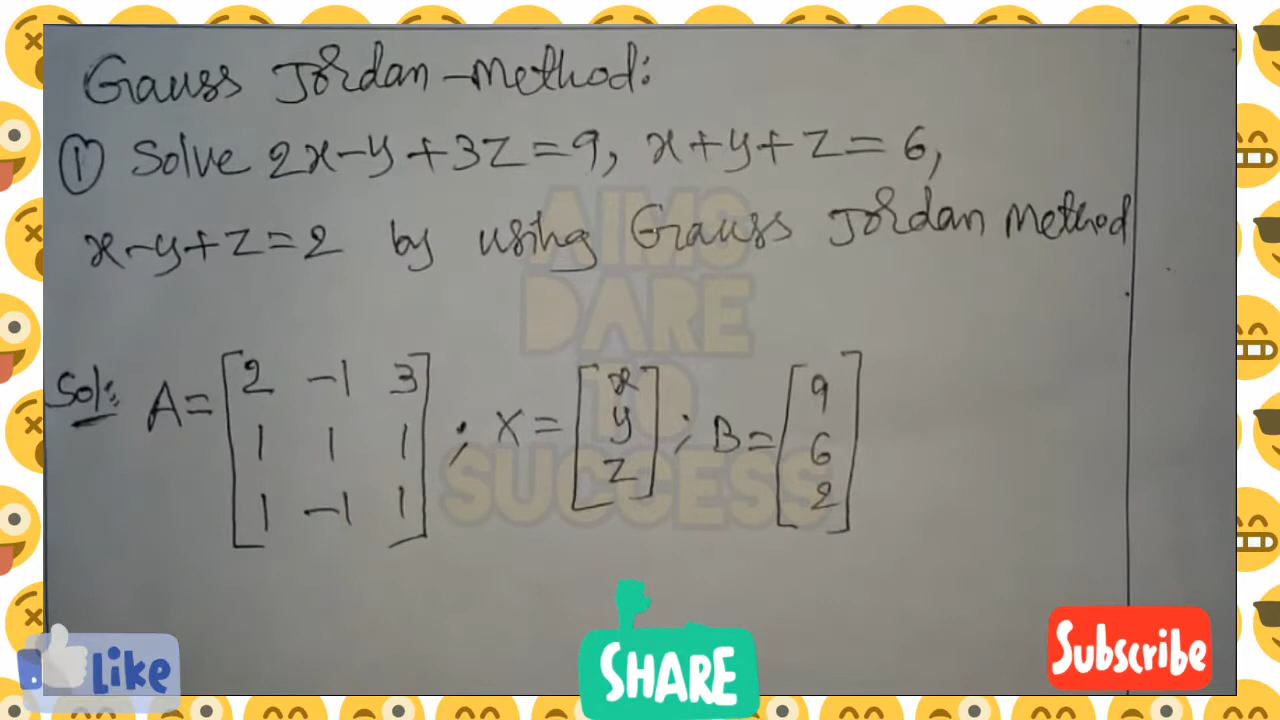 Gauss Jordan-Method:
① Solve 2x-y+3z=9, x+y+z=6,
x-y+z=2 by using Gauss Jordan Method
Sol: A = [2 -1 3; X = [x; B = [9
1 1 1 y 6
1 -1 1] z] 2]
AIMS
DARE
TO
SUCCESS
Like
SHARE
Subscribe